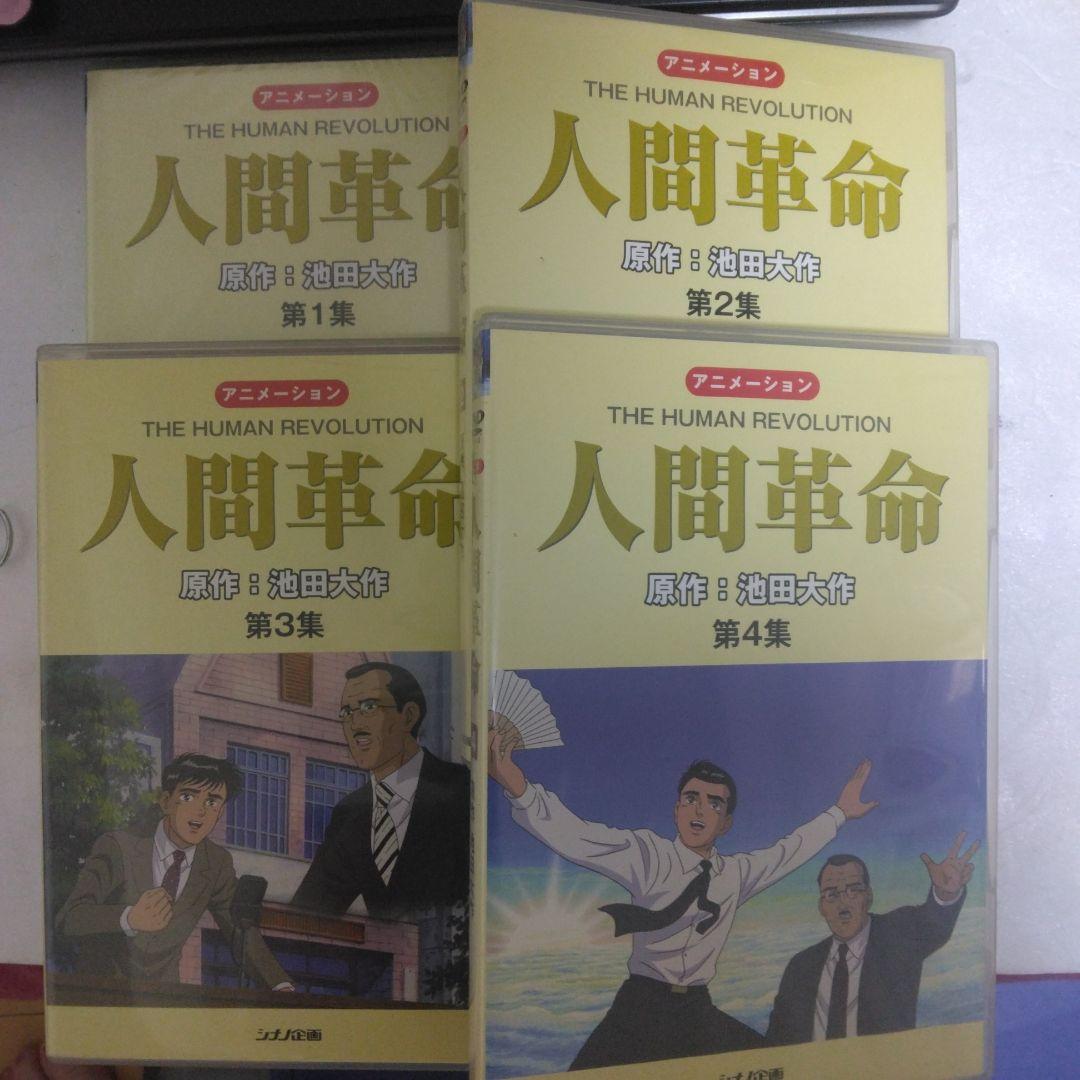 アニメーション
THE HUMAN REVOLUTION
人間革命
原作:池田大作
第1集
アニメーション
THE HUMAN REVOLUTION
人間革命
原作:池田大作
第2集
アニメーション
THE HUMAN REVOLUTION
人間革命
原作:池田大作
第3集
シナノ企画
アニメーション
THE HUMAN REVOLUTION
人間革命
原作:池田大作
第4集
シナノ企画